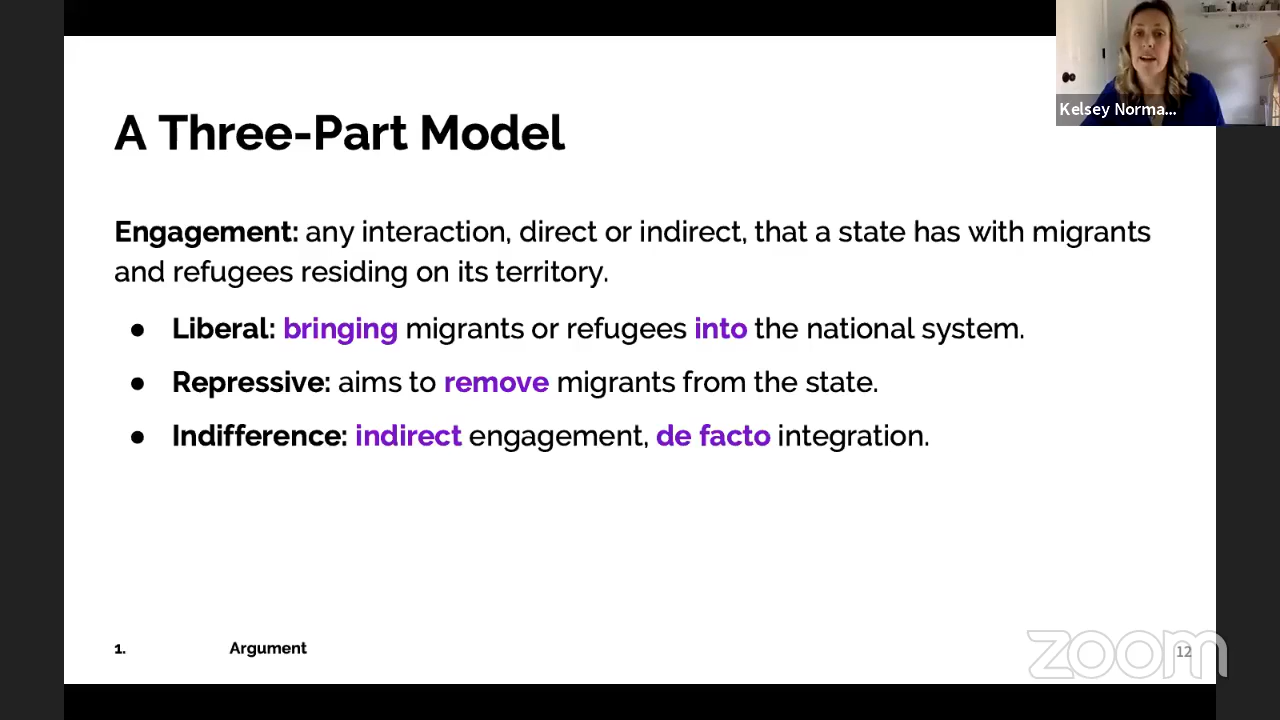 Kelsey Norma...
A Three-Part Model
Engagement: any interaction, direct or indirect, that a state has with migrants
and refugees residing on its territory.
● Liberal: bringing migrants or refugees into the national system.
● Repressive: aims to remove migrants from the state.
● Indifference: indirect engagement, de facto integration.
1. Argument
zoom
12